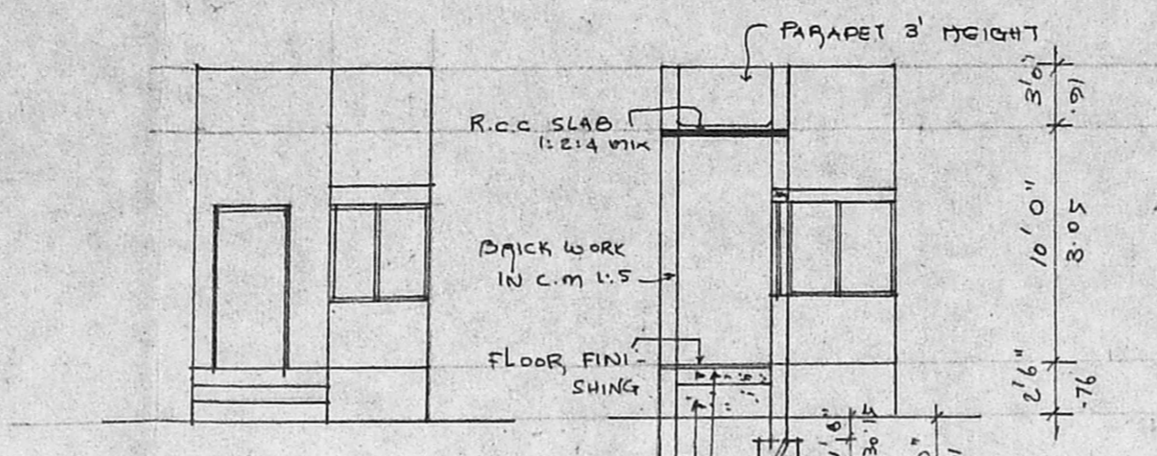 PARAPET 3' HEIGHT
R.C.C SLAB
1:2:4 MIX
BRICK WORK
IN C.M 1:5
FLOOR FINI-
SHING
3'0"
.91
10'0"
3.05
2'6"
.76